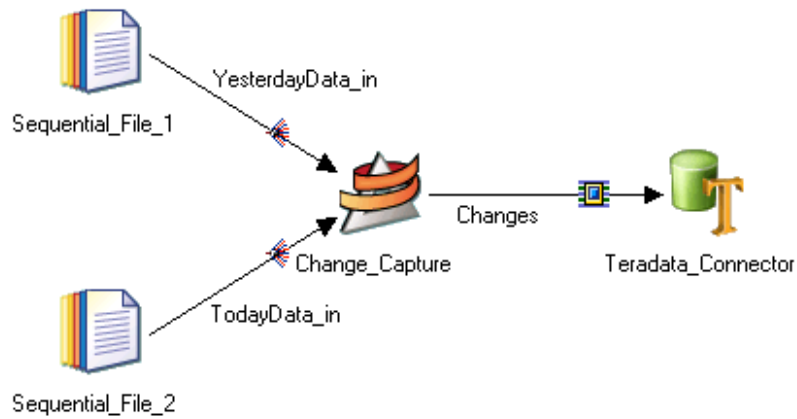 YesterdayData_in
Sequential_File_1
Changes
Change_Capture
Teradata_Connector
TodayData_in
Sequential_File_2